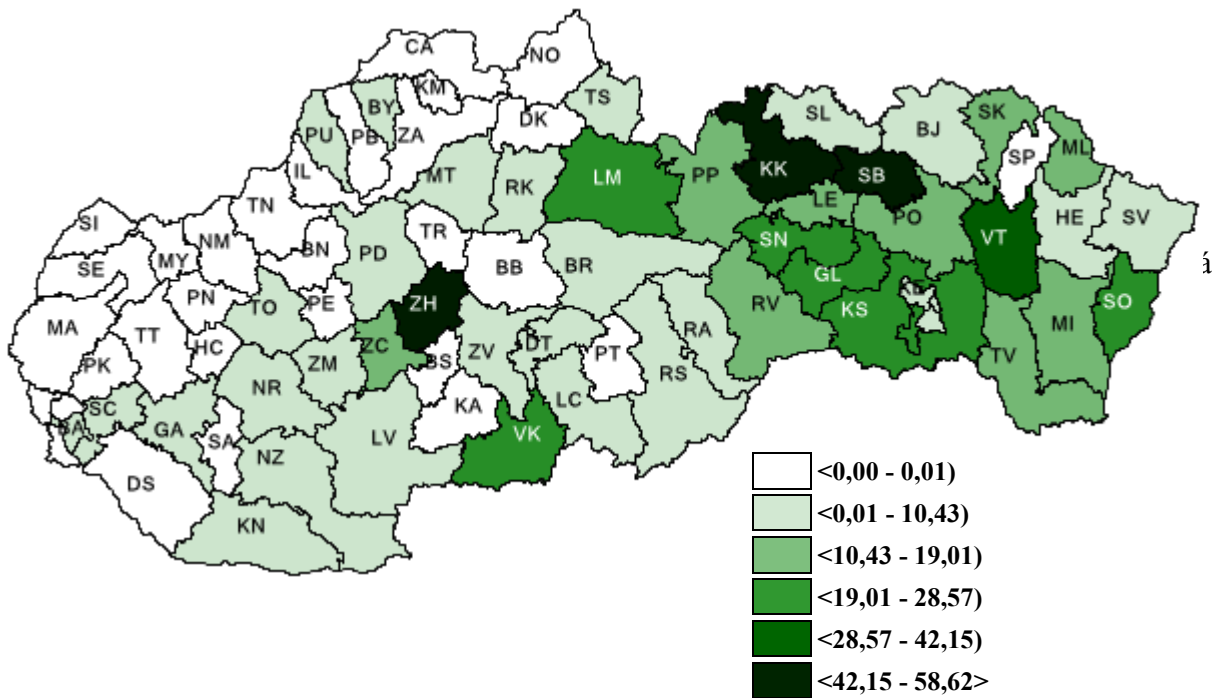 CA
NO
KM
TS
BY
DK
PU
PB
ZA
SL
BJ
SK
SP
ML
IL
MT
RK
LM
PP
KK
SB
LE
PO
HE
SV
TN
SI
NM
BN
PD
TR
BB
BR
SN
VT
SE
MY
GL
á
PN
PE
TO
ZH
RV
KS
KE
MI
SO
MA
TT
HC
ZM
ZC
BS
ZV
DT
PT
RA
TV
PK
NR
RS
SC
KA
LC
BA
GA
SA
LV
VK
NZ
DS
KN
<0,00 - 0,01)
<0,01 - 10,43)
<10,43 - 19,01)
<19,01 - 28,57)
<28,57 - 42,15)
<42,15 - 58,62>